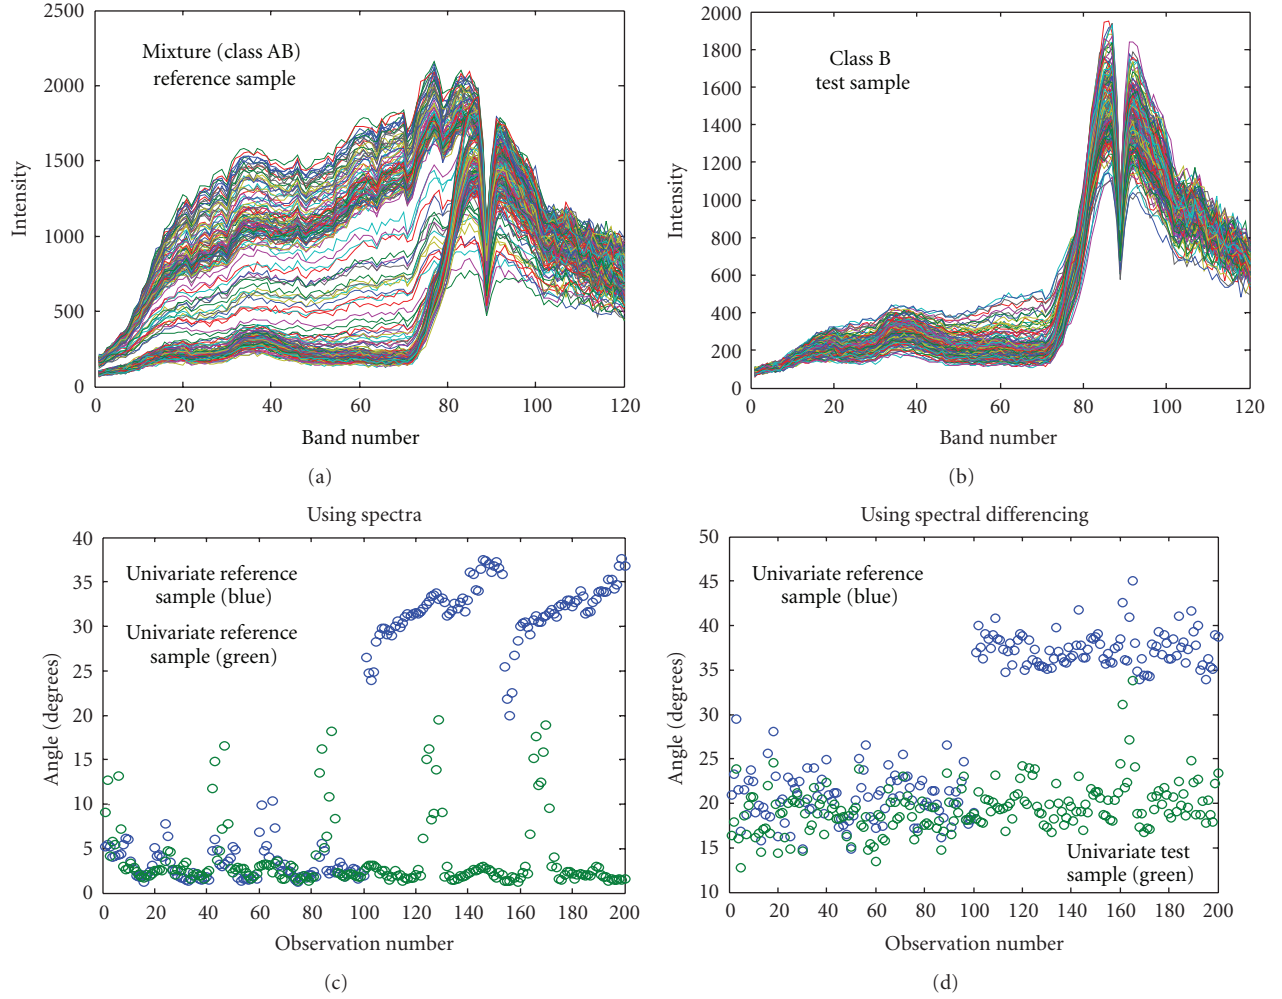 2500
2000
1500
1000
500
0
Intensity
Mixture (class AB)
reference sample
0 20 40 60 80 100 120
Band number
(a)
2000
1800
1600
1400
1200
1000
800
600
400
200
0
Intensity
Class B
test sample
0 20 40 60 80 100 120
Band number
(b)
Using spectra
40
35
30
25
20
15
10
5
0
Angle (degrees)
Univariate reference
sample (blue)
Univariate reference
sample (green)
0 20 40 60 80 100 120 140 160 180 200
Observation number
(c)
Using spectral differencing
50
45
40
35
30
25
20
15
10
Angle (degrees)
Univariate reference
sample (blue)
Univariate test
sample (green)
0 20 40 60 80 100 120 140 160 180 200
Observation number
(d)